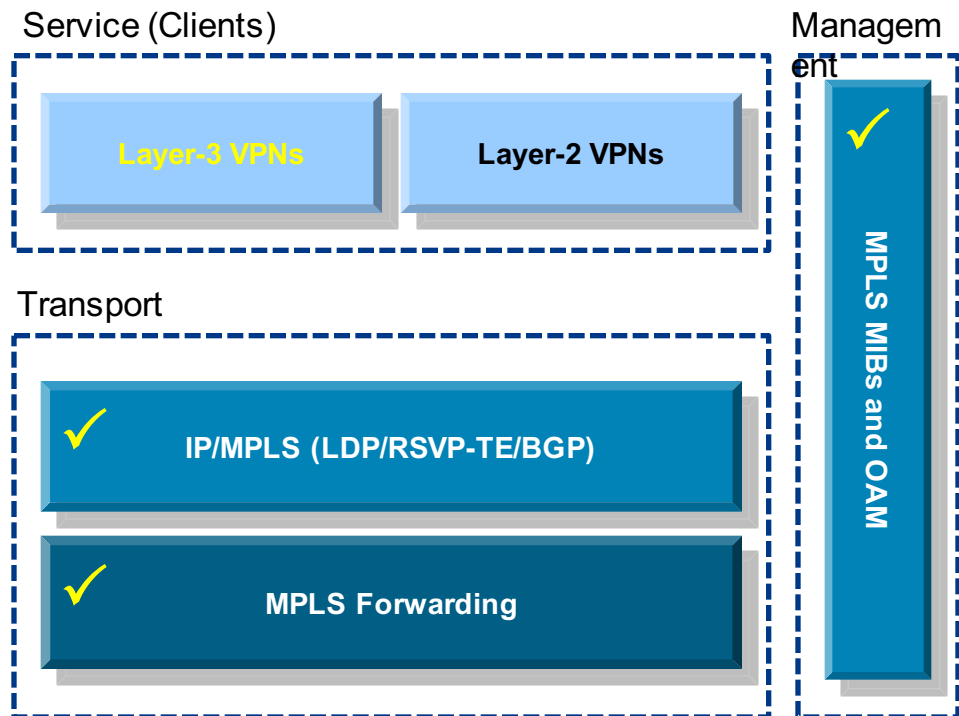 Service (Clients)
Managem
ent
Layer-3 VPNs
Layer-2 VPNs
MPLS MIBs and OAM
Transport
IP/MPLS (LDP/RSVP-TE/BGP)
MPLS Forwarding